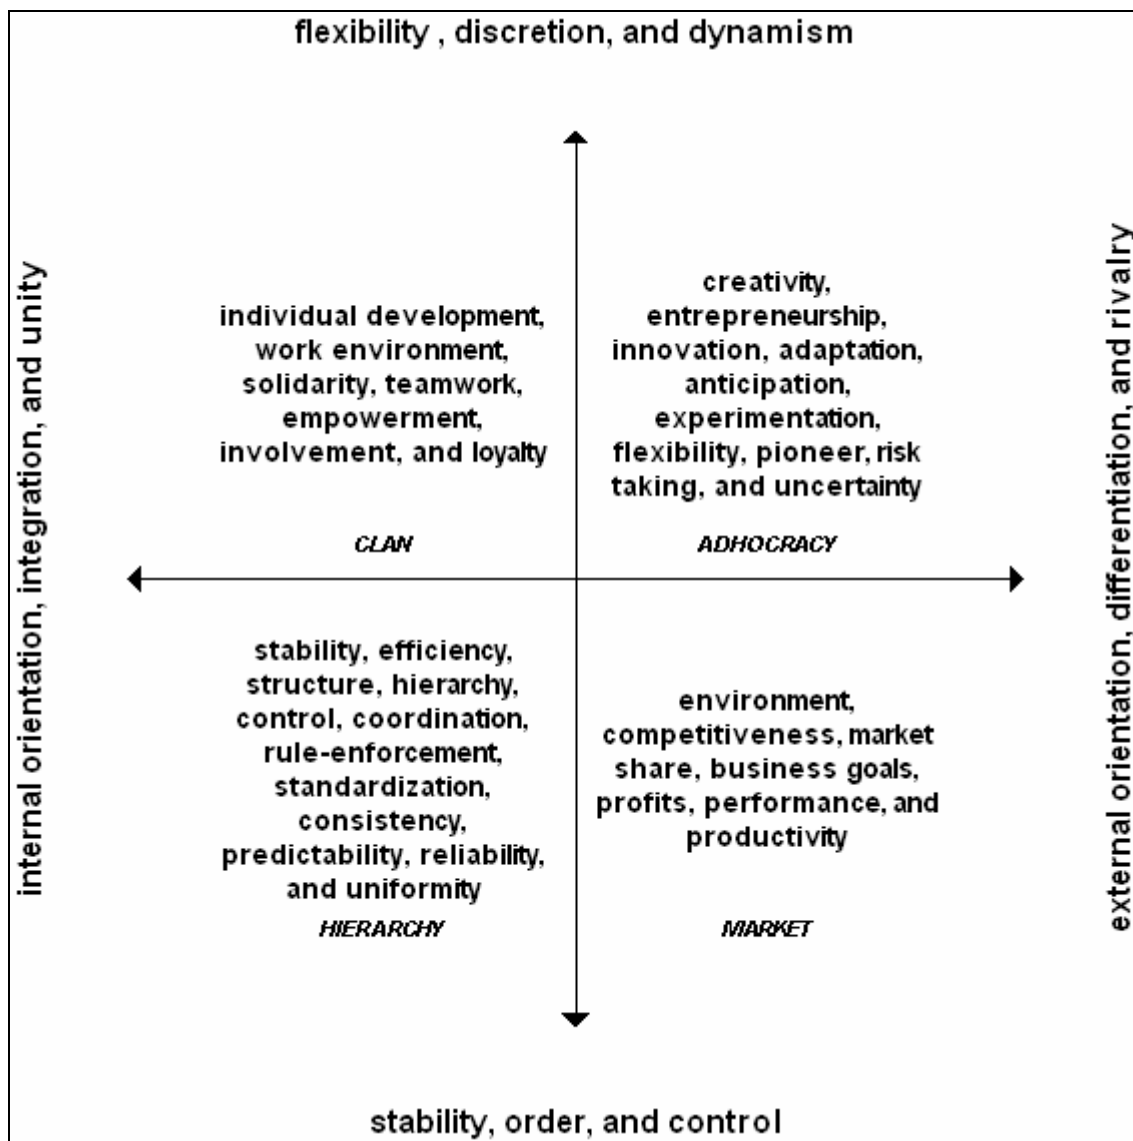 flexibility , discretion, and dynamism
internal orientation, integration, and unity
individual development,
work environment,
solidarity, teamwork,
empowerment,
involvement, and loyalty
CLAN
creativity,
entrepreneurship,
innovation, adaptation,
anticipation,
experimentation,
flexibility, pioneer, risk
taking, and uncertainty
ADHOCRACY
stability, efficiency,
structure, hierarchy,
control, coordination,
rule-enforcement,
standardization,
consistency,
predictability, reliability,
and uniformity
HIERARCHY
environment,
competitiveness, market
share, business goals,
profits, performance, and
productivity
MARKET
external orientation, differentiation, and rivalry
stability, order, and control